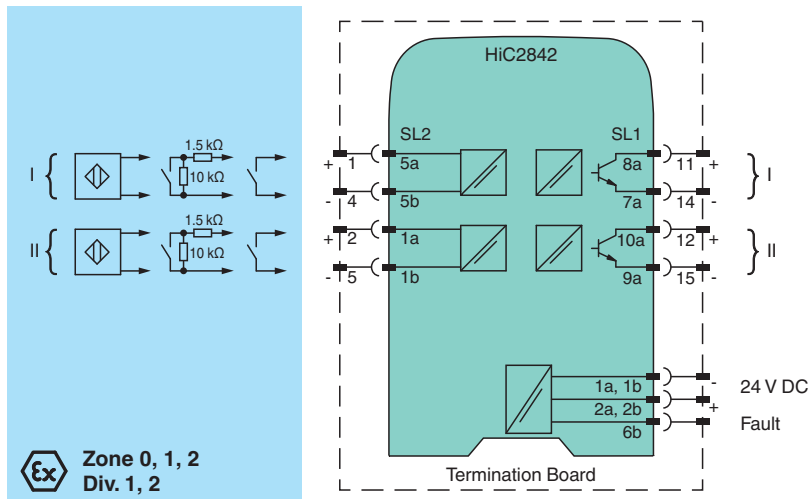 HiC2842
SL2 SL1
1.5 kΩ
10 kΩ
I {
+ 1 5a 8a 11 +
- 4 5b 7a 14 -
} I
1.5 kΩ
10 kΩ
II {
+ 2 1a 10a 12 +
- 5 1b 9a 15 -
} II
1a, 1b - 24 V DC
2a, 2b +
6b Fault
Ex Zone 0, 1, 2
Div. 1, 2
Termination Board